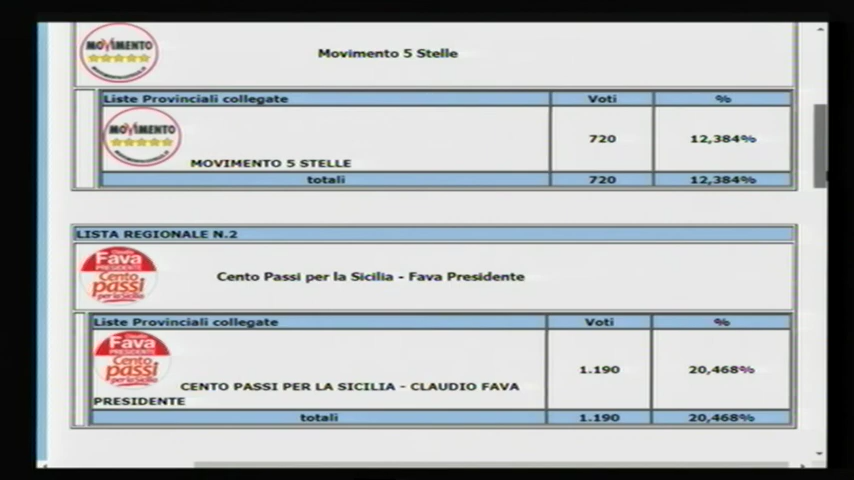 MOVIMENTO
Movimento 5 Stelle
Liste Provinciali collegate Voti %
MOVIMENTO
MOVIMENTO 5 STELLE 720 12,384%
totali 720 12,384%
LISTA REGIONALE N.2
Fava
PRESIDENTE
Cento
passi
per la Sicilia
Cento Passi per la Sicilia - Fava Presidente
Liste Provinciali collegate Voti %
Fava
PRESIDENTE
Cento
passi
per la Sicilia
1.190 20,468%
CENTO PASSI PER LA SICILIA - CLAUDIO FAVA
PRESIDENTE
totali 1.190 20,468%